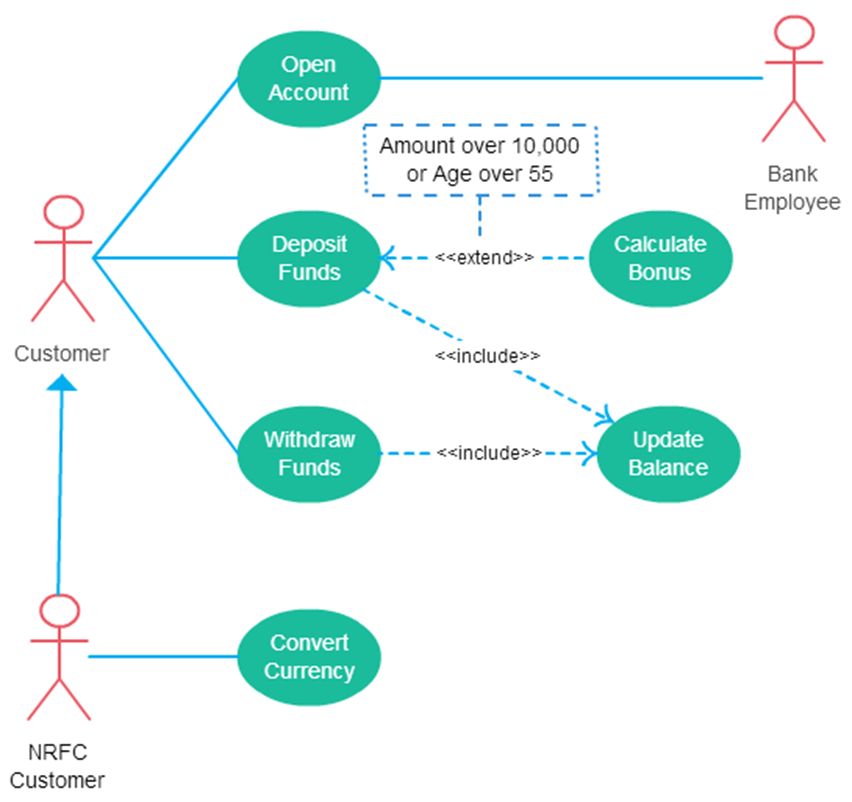 Open
Account
Bank
Employee
Amount over 10,000
or Age over 55
Deposit
Funds
<<extend>>
Calculate
Bonus
Customer
<<include>>
Withdraw
Funds
<<include>>
Update
Balance
Convert
Currency
NRFC
Customer